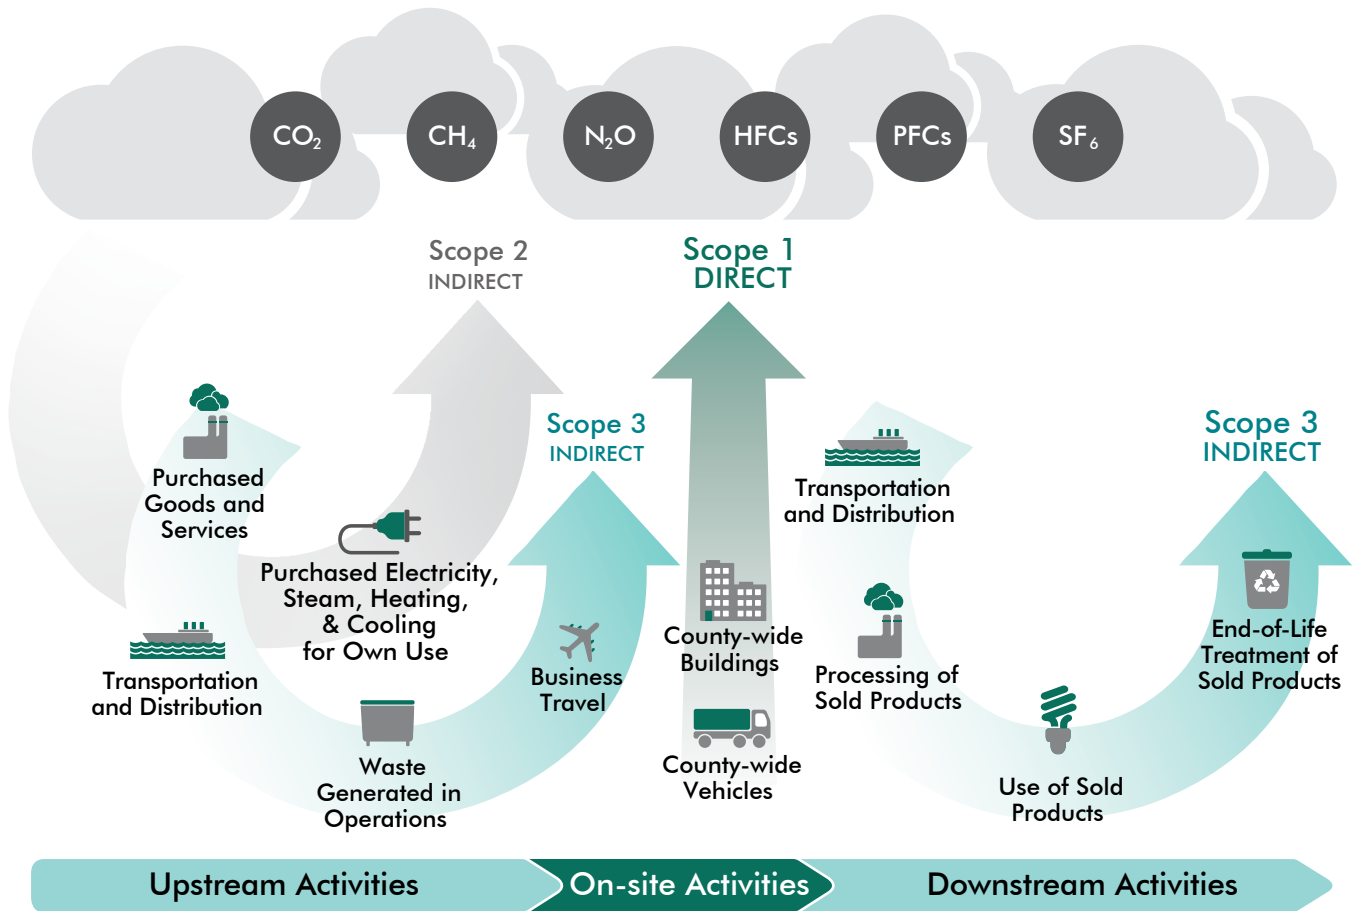 CO₂
CH₄
N₂O
HFCs
PFCs
SF₆
Scope 2
INDIRECT
Scope 1
DIRECT
Scope 3
INDIRECT
Scope 3
INDIRECT
Purchased
Goods and
Services
Purchased Electricity,
Steam, Heating,
& Cooling
for Own Use
Transportation
and Distribution
Waste
Generated in
Operations
Business
Travel
County-wide
Buildings
County-wide
Vehicles
Transportation
and Distribution
Processing of
Sold Products
Use of Sold
Products
End-of-Life
Treatment of
Sold Products
Upstream Activities
On-site Activities
Downstream Activities